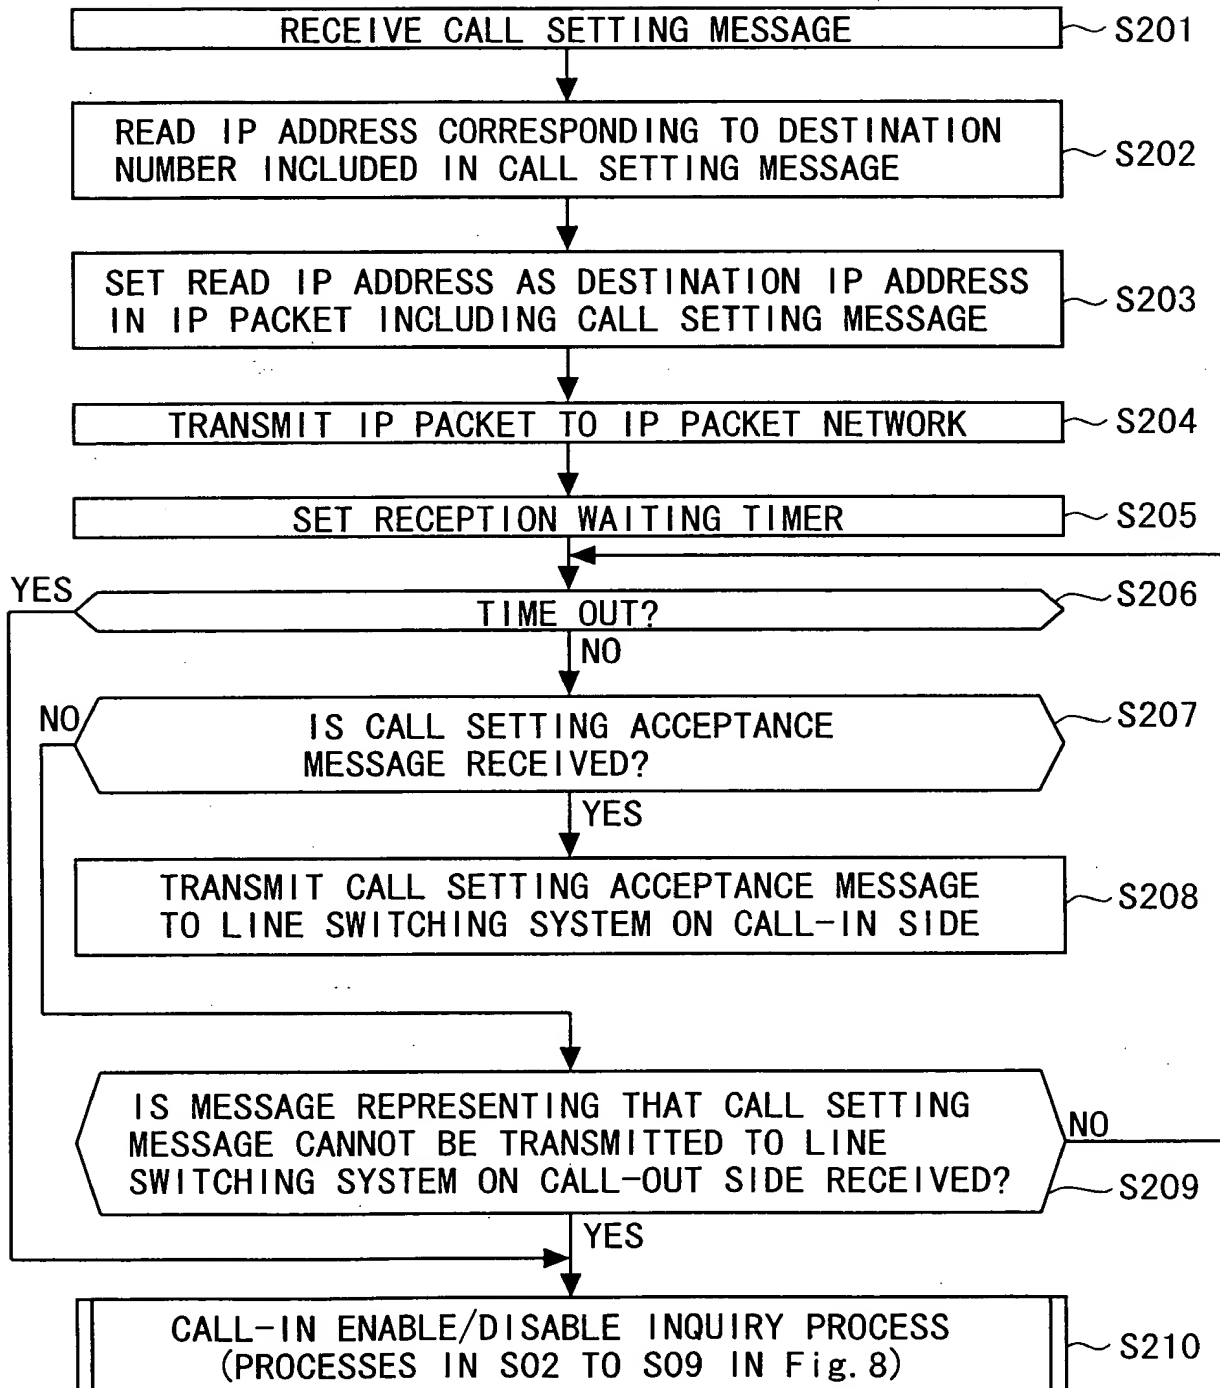 RECEIVE CALL SETTING MESSAGE
S201
READ IP ADDRESS CORRESPONDING TO DESTINATION
NUMBER INCLUDED IN CALL SETTING MESSAGE
S202
SET READ IP ADDRESS AS DESTINATION IP ADDRESS
IN IP PACKET INCLUDING CALL SETTING MESSAGE
S203
TRANSMIT IP PACKET TO IP PACKET NETWORK
S204
SET RECEPTION WAITING TIMER
S205
YES
TIME OUT?
S206
NO
NO
IS CALL SETTING ACCEPTANCE
MESSAGE RECEIVED?
S207
YES
TRANSMIT CALL SETTING ACCEPTANCE MESSAGE
TO LINE SWITCHING SYSTEM ON CALL-IN SIDE
S208
IS MESSAGE REPRESENTING THAT CALL SETTING
MESSAGE CANNOT BE TRANSMITTED TO LINE
SWITCHING SYSTEM ON CALL-OUT SIDE RECEIVED?
NO
S209
YES
CALL-IN ENABLE/DISABLE INQUIRY PROCESS
(PROCESSES IN S02 TO S09 IN Fig. 8)
S210